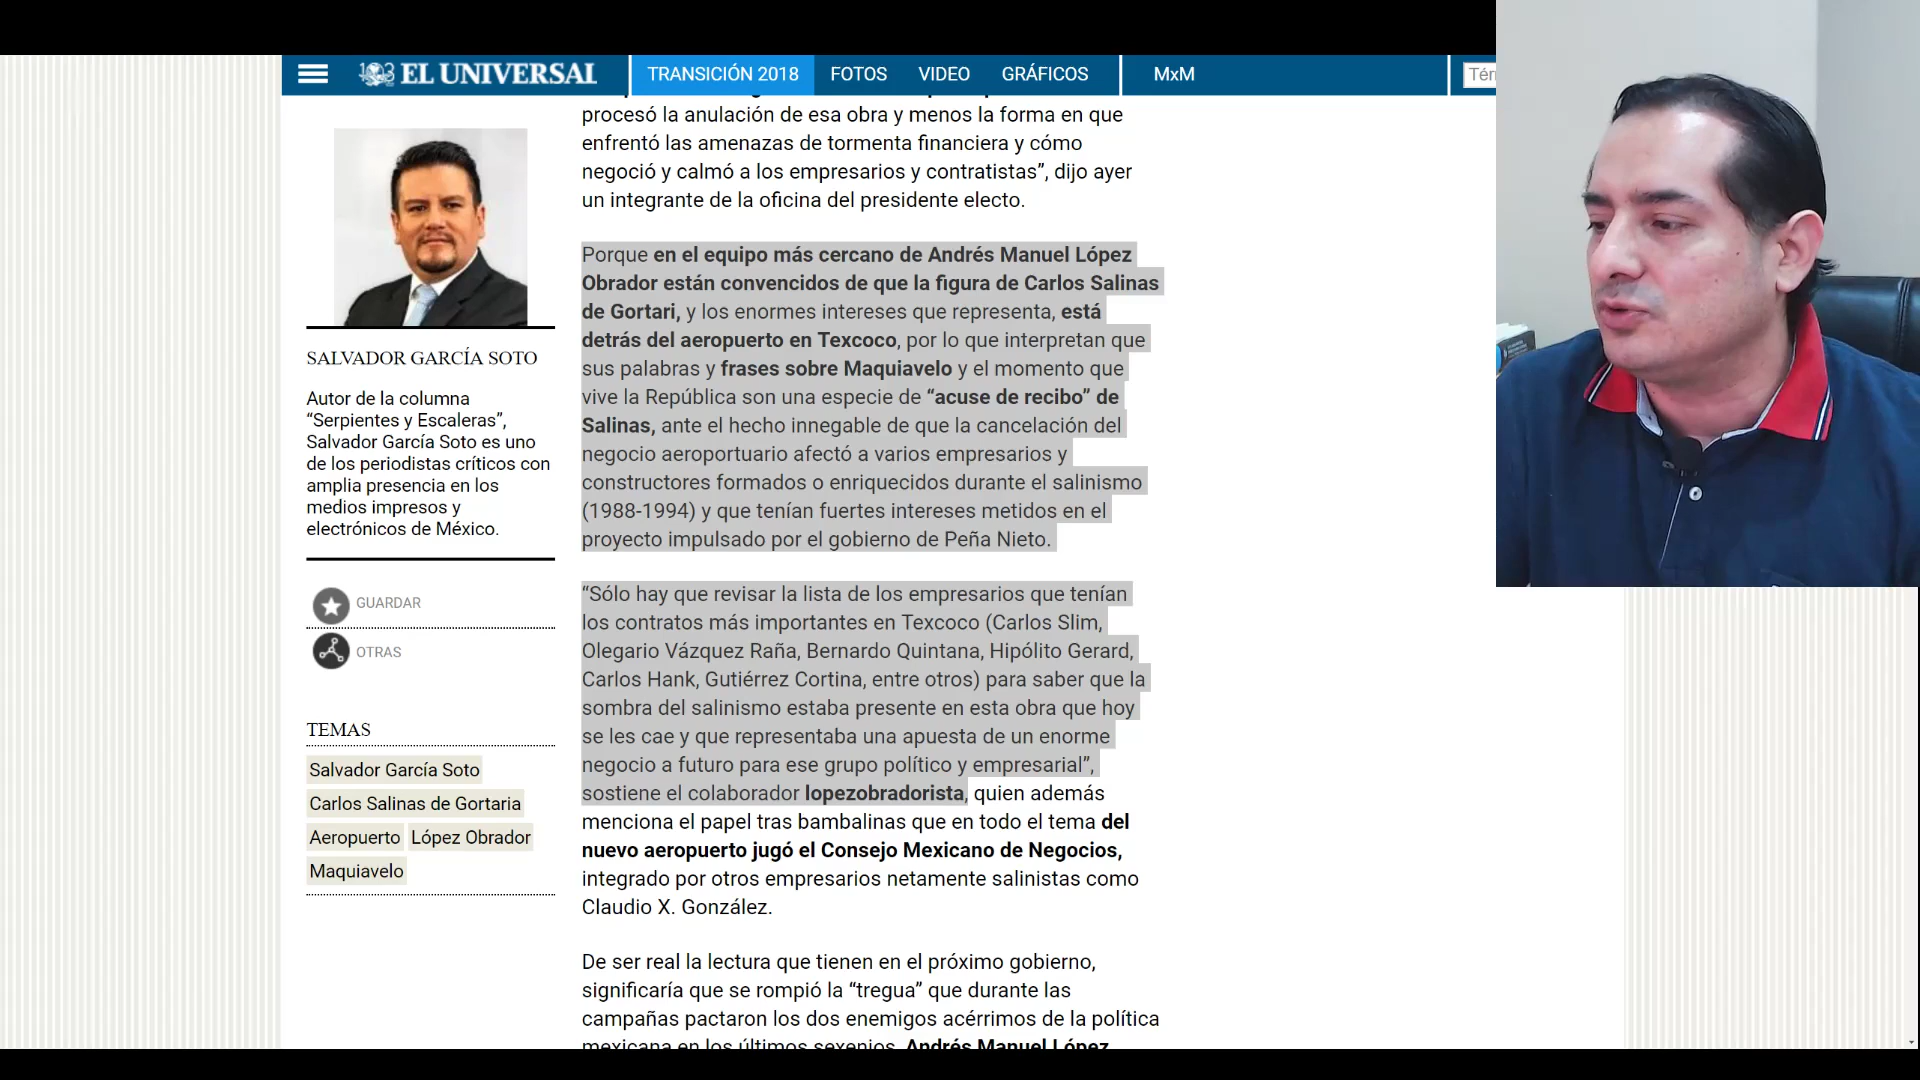 103 EL UNIVERSAL
TRANSICIÓN 2018
FOTOS
VIDEO
GRÁFICOS
MxM
procesó la anulación de esa obra y menos la forma en que
enfrentó las amenazas de tormenta financiera y cómo
negoció y calmó a los empresarios y contratistas”, dijo ayer
un integrante de la oficina del presidente electo.
Porque en el equipo más cercano de Andrés Manuel López
Obrador están convencidos de que la figura de Carlos Salinas
de Gortari, y los enormes intereses que representa, está
detrás del aeropuerto en Texcoco, por lo que interpretan que
sus palabras y frases sobre Maquiavelo y el momento que
vive la República son una especie de “acuse de recibo” de
Salinas, ante el hecho innegable de que la cancelación del
negocio aeroportuario afectó a varios empresarios y
constructores formados o enriquecidos durante el salinismo
(1988-1994) y que tenían fuertes intereses metidos en el
proyecto impulsado por el gobierno de Peña Nieto.
“Sólo hay que revisar la lista de los empresarios que tenían
los contratos más importantes en Texcoco (Carlos Slim,
Olegario Vázquez Raña, Bernardo Quintana, Hipólito Gerard,
Carlos Hank, Gutiérrez Cortina, entre otros) para saber que la
sombra del salinismo estaba presente en esta obra que hoy
se les cae y que representaba una apuesta de un enorme
negocio a futuro para ese grupo político y empresarial”,
sostiene el colaborador lopezobradorista, quien además
menciona el papel tras bambalinas que en todo el tema del
nuevo aeropuerto jugó el Consejo Mexicano de Negocios,
integrado por otros empresarios netamente salinistas como
Claudio X. González.
De ser real la lectura que tienen en el próximo gobierno,
significaría que se rompió la “tregua” que durante las
campañas pactaron los dos enemigos acérrimos de la política
mexicana en los últimos sexenios, Andrés Manuel López
SALVADOR GARCÍA SOTO
Autor de la columna
“Serpientes y Escaleras”,
Salvador García Soto es uno
de los periodistas críticos con
amplia presencia en los
medios impresos y
electrónicos de México.
GUARDAR
OTRAS
TEMAS
Salvador García Soto
Carlos Salinas de Gortaria
Aeropuerto López Obrador
Maquiavelo